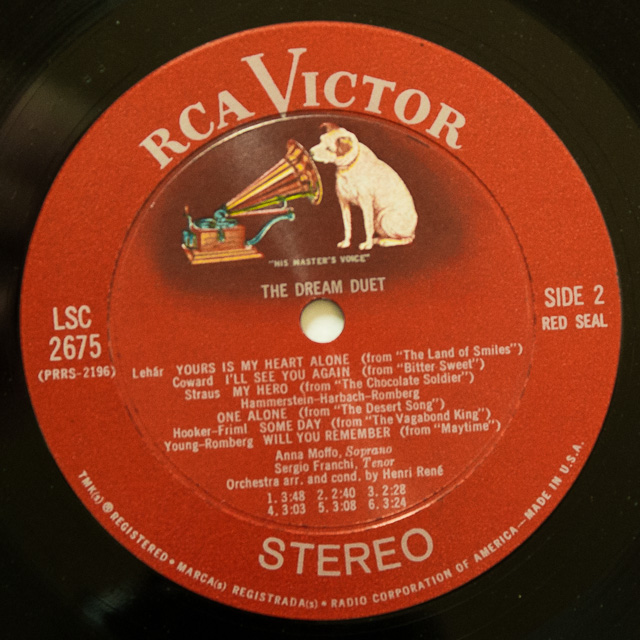 RCA VICTOR
"HIS MASTER'S VOICE"
THE DREAM DUET
LSC
2675
(PRRS-2196)
SIDE 2
RED SEAL
Lehár YOURS IS MY HEART ALONE (from "The Land of Smiles")
Coward I'LL SEE YOU AGAIN (from "Bitter Sweet")
Straus MY HERO (from "The Chocolate Soldier")
Hammerstein-Harbach-Romberg
ONE ALONE (from "The Desert Song")
Hooker-Friml SOME DAY (from "The Vagabond King")
Young-Romberg WILL YOU REMEMBER (from "Maytime")
Anna Moffo, Soprano
Sergio Franchi, Tenor
Orchestra arr. and cond. by Henri René
1. 3:48 2. 2:40 3. 2:28
4. 3:03 5. 3:08 6. 3:24
STEREO
TMK(s) ® REGISTERED • MARCA(s) REGISTRADA(s) • RADIO CORPORATION OF AMERICA—MADE IN U.S.A.